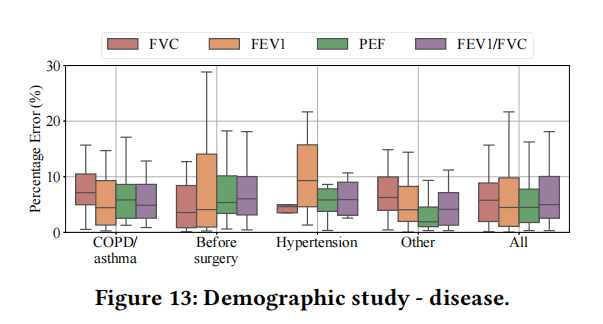 FVC FEV1 PEF FEV1/FVC
30
20
10
0
Percentage Error (%)
COPD/ Before Hypertension Other All
asthma surgery
Figure 13: Demographic study - disease.